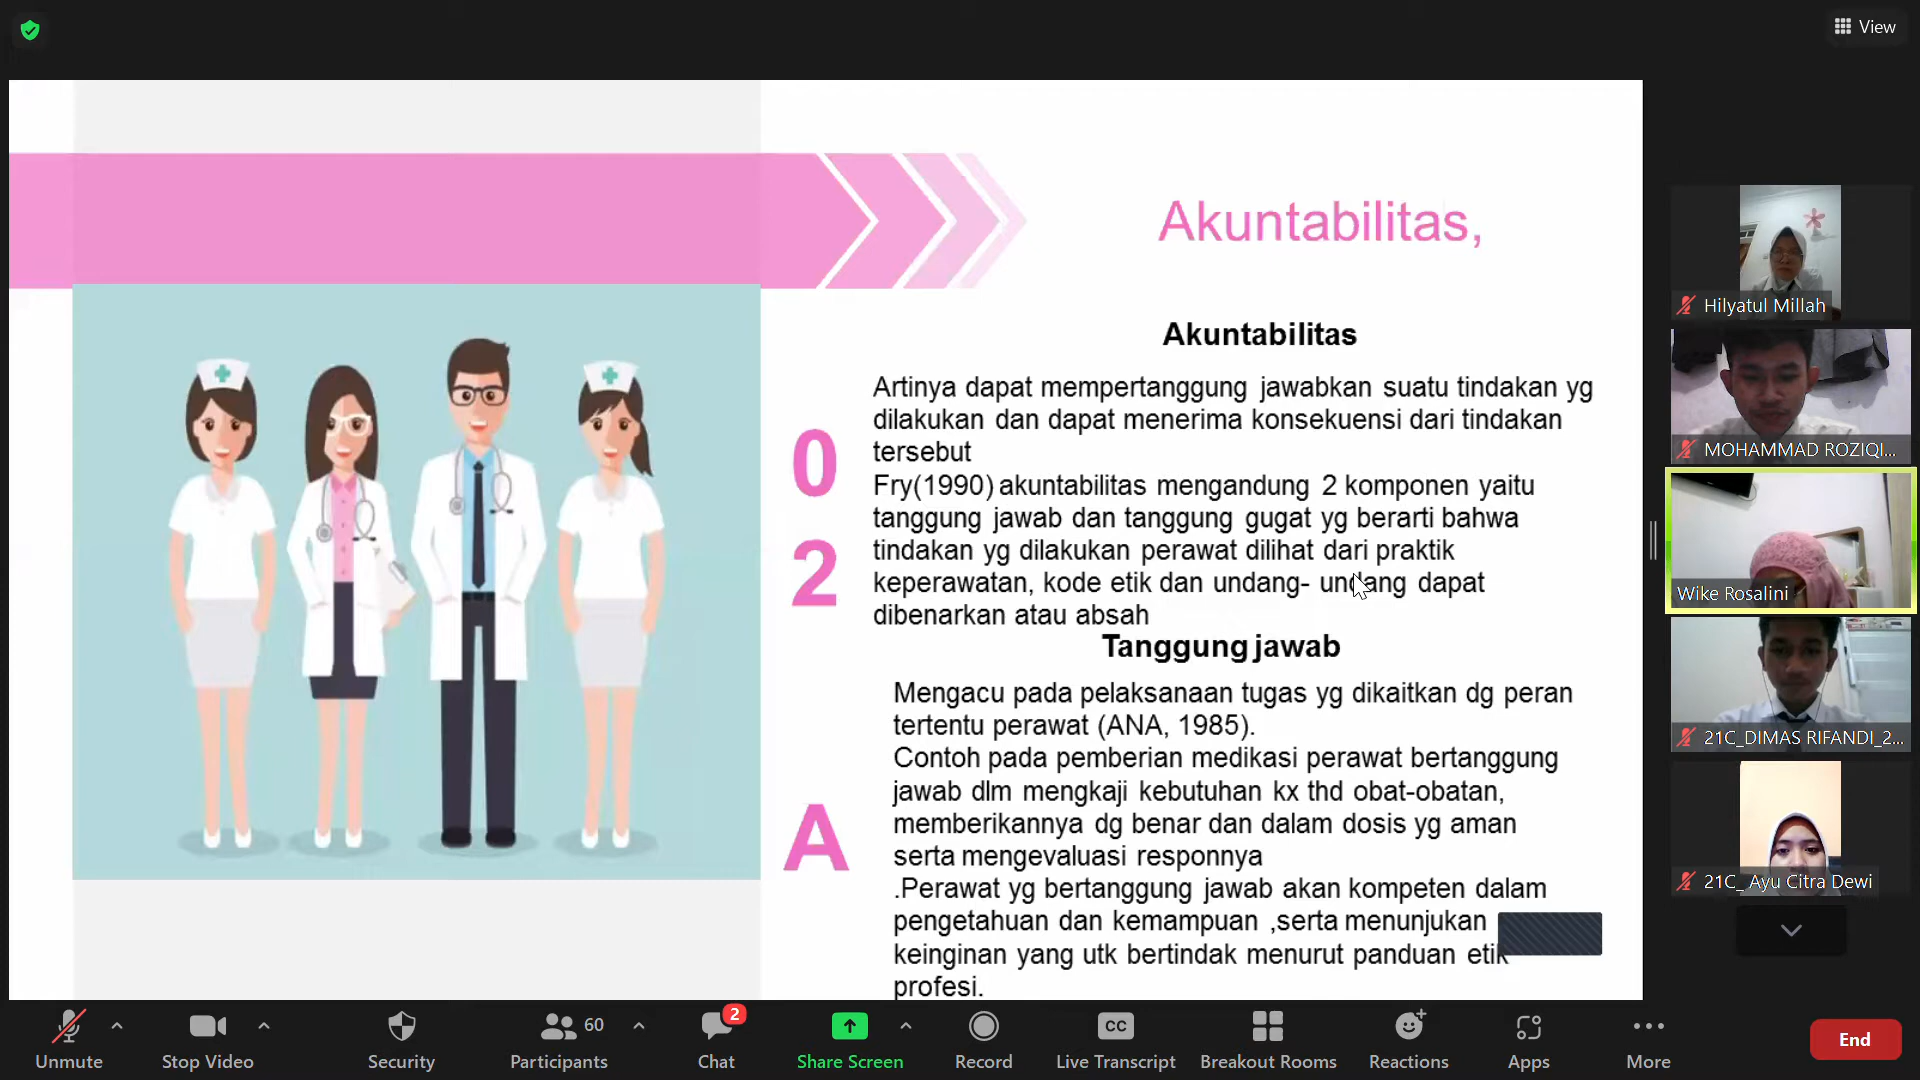 View
Akuntabilitas,
Akuntabilitas
Artinya dapat mempertanggung jawabkan suatu tindakan yg
dilakukan dan dapat menerima konsekuensi dari tindakan
tersebut
Fry(1990) akuntabilitas mengandung 2 komponen yaitu
tanggung jawab dan tanggung gugat yg berarti bahwa
tindakan yg dilakukan perawat dilihat dari praktik
keperawatan, kode etik dan undang- undang dapat
dibenarkan atau absah
0
2
Tanggung jawab
Mengacu pada pelaksanaan tugas yg dikaitkan dg peran
tertentu perawat (ANA, 1985).
Contoh pada pemberian medikasi perawat bertanggung
jawab dlm mengkaji kebutuhan kx thd obat-obatan,
memberikannya dg benar dan dalam dosis yg aman
serta mengevaluasi responnya
.Perawat yg bertanggung jawab akan kompeten dalam
pengetahuan dan kemampuan ,serta menunjukan
keinginan yang utk bertindak menurut panduan etik
profesi.
A
Hilyatul Millah
MOHAMMAD ROZIQI...
Wike Rosalini
21C_DIMAS RIFANDI_2...
21C_ Ayu Citra Dewi
Unmute
Stop Video
Security
60
Participants
2
Chat
Share Screen
Record
CC
Live Transcript
Breakout Rooms
Reactions
Apps
More
End